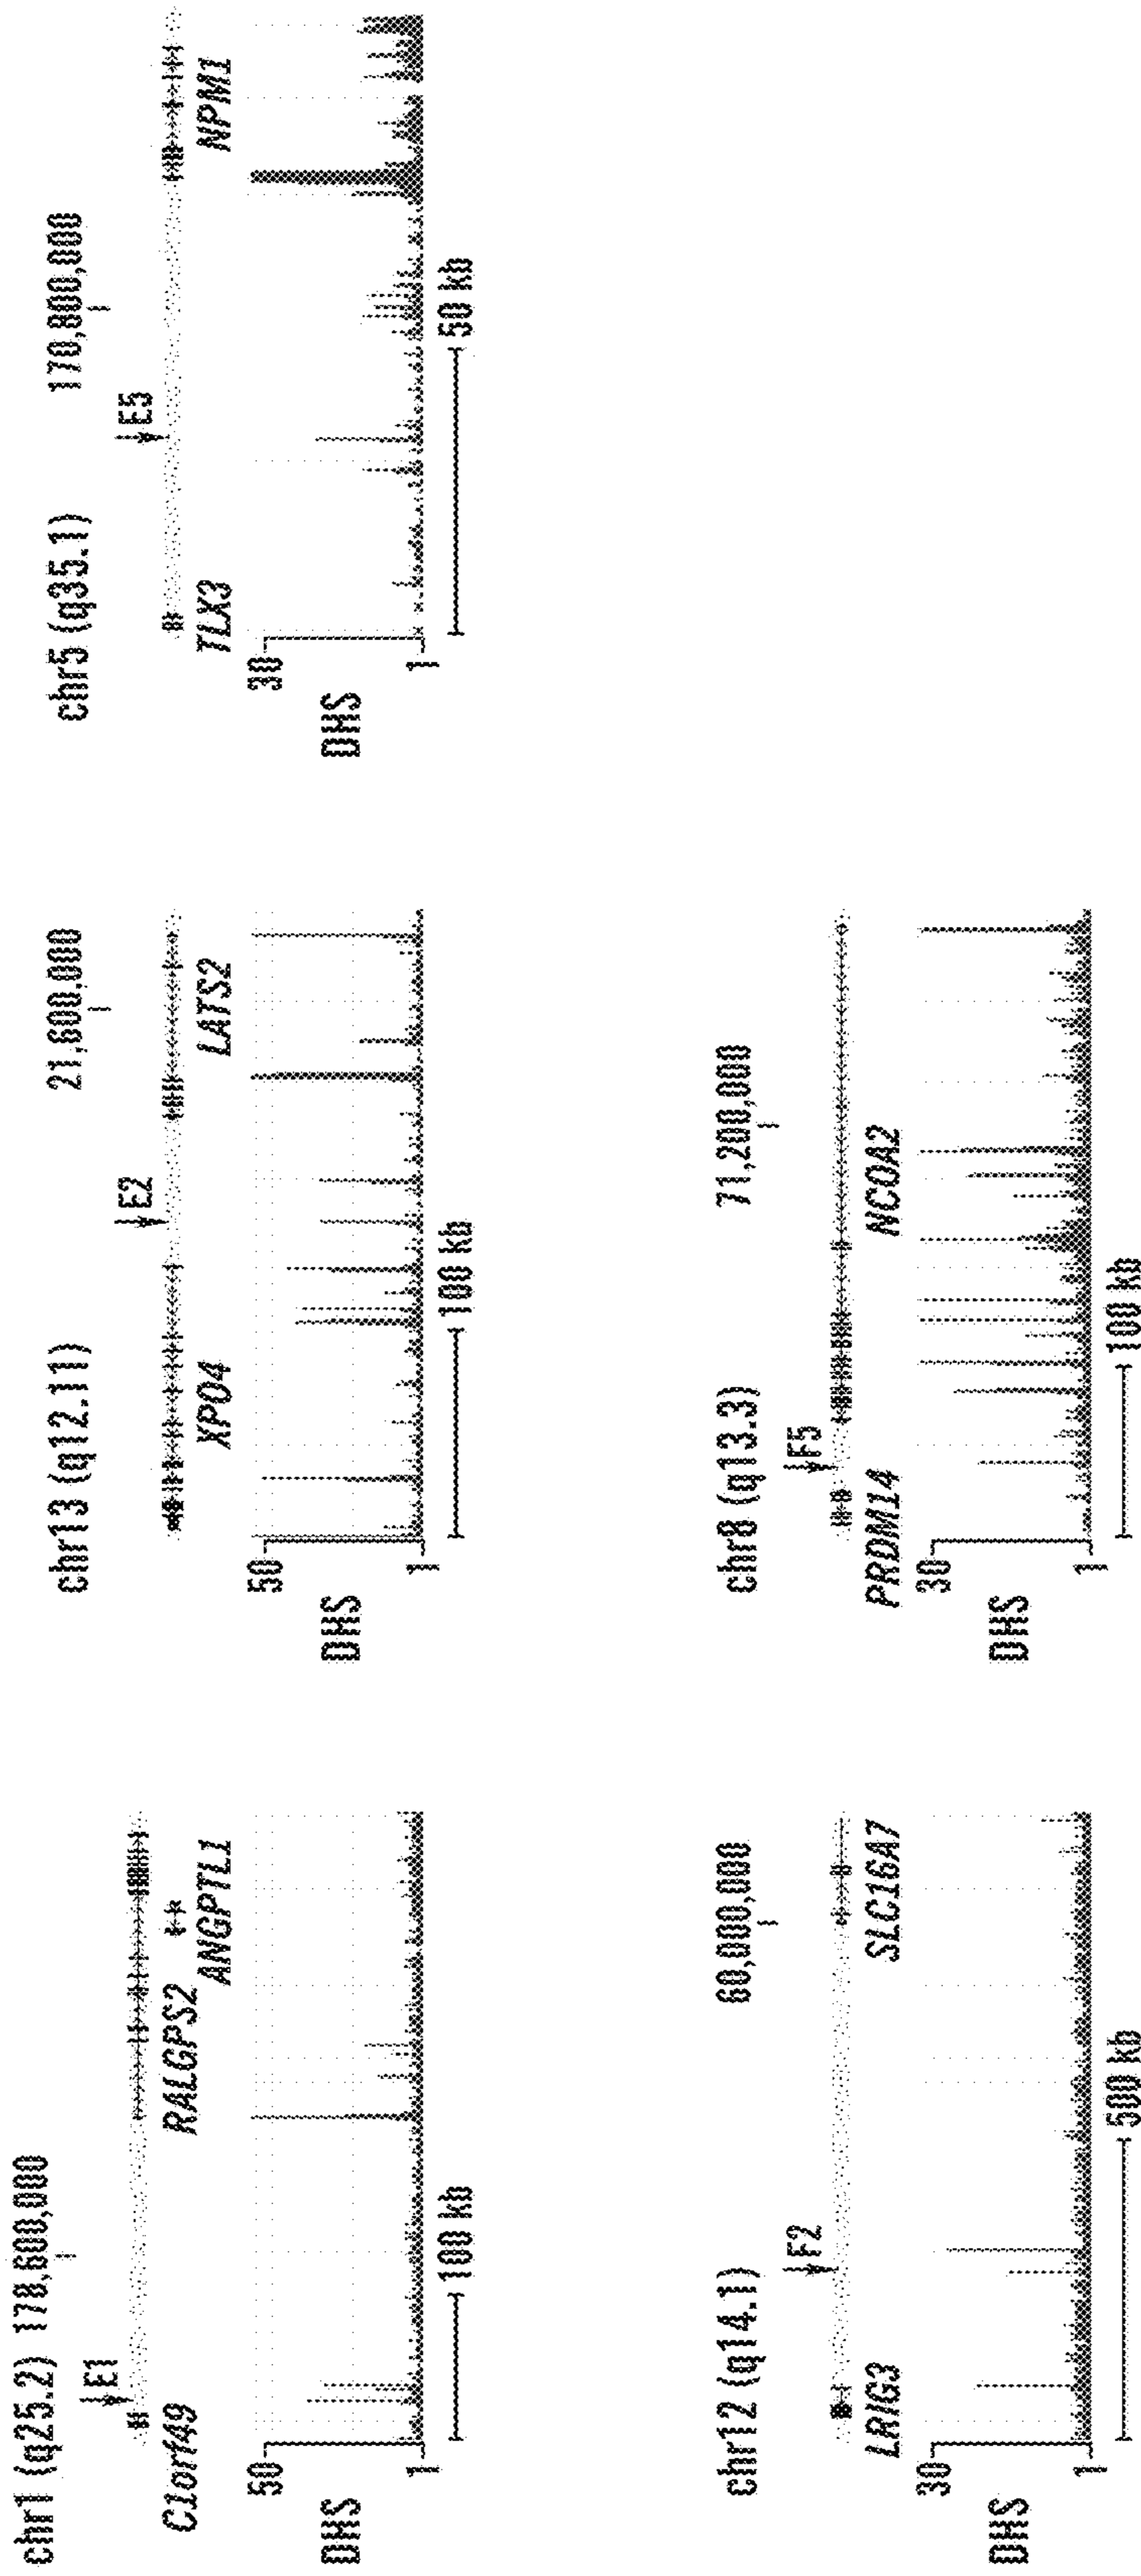 chr1 (q25.2) 178,600,000
E1
C1orf49 RALGPS2
ANGPTL1
50
DHS
1
100 kb
chr13 (q12.11) 21,600,000
E2
XPO4 LATS2
50
DHS
1
100 kb
chr5 (q35.1) 170,800,000
E5
TLX3 NPM1
30
DHS
1
50 kb
chr12 (q14.1) 60,000,000
F2
LRIG3 SLC16A7
30
DHS
1
500 kb
chr8 (q13.3) 71,200,000
F5
PRDM14 NCOA2
30
DHS
1
100 kb